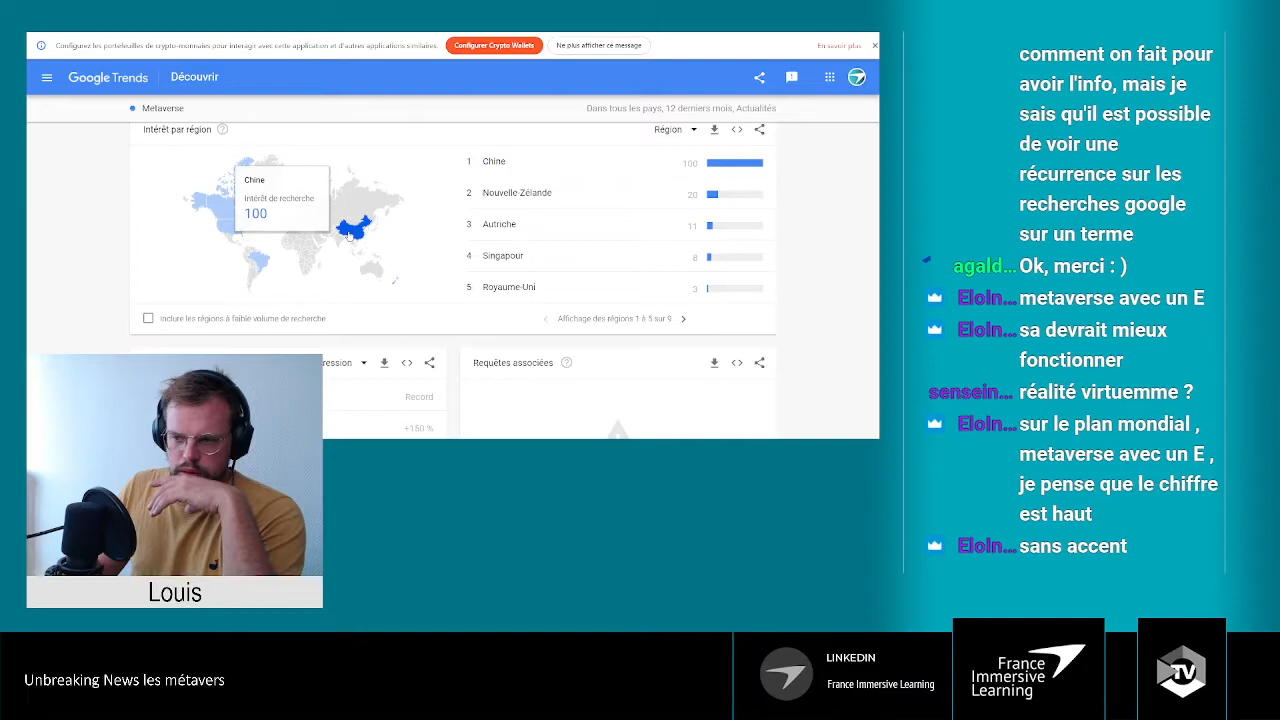 Configurez les portefeuilles de crypto-monnaies pour interagir avec cette application et d'autres applications similaires.
Configurer Crypto Wallets
Ne plus afficher ce message
En savoir plus
Google Trends
Découvrir
Metaverse
Dans tous les pays, 12 derniers mois, Actualités
Intérêt par région
Région
Chine
Intérêt de recherche
100
1 Chine 100
2 Nouvelle-Zélande 20
3 Autriche 11
4 Singapour 8
5 Royaume-Uni 3
Inclure les régions à faible volume de recherche
Affichage des régions 1 à 5 sur 9
ression
Requêtes associées
Record
+150 %
Louis
comment on fait pour
avoir l'info, mais je
sais qu'il est possible
de voir une
récurrence sur les
recherches google
sur un terme
agald... Ok, merci : )
Eloln... metaverse avec un E
Eloln... sa devrait mieux
fonctionner
sensein... réalité virtuemme ?
Eloln... sur le plan mondial ,
metaverse avec un E ,
je pense que le chiffre
est haut
Eloln... sans accent
Unbreaking News les métavers
LINKEDIN
France Immersive Learning
France
Immersive
Learning
TV